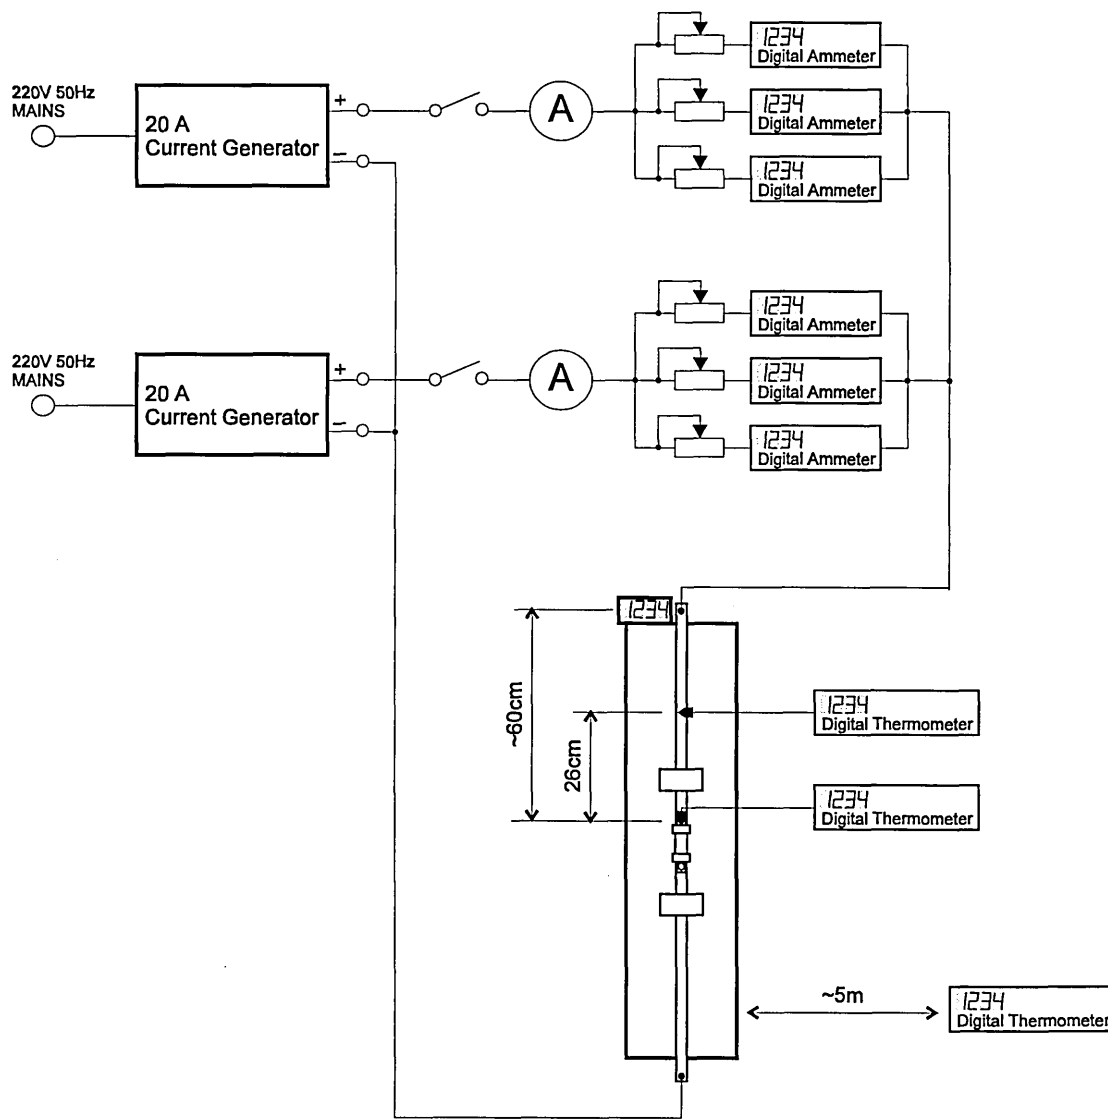 220V 50Hz
MAINS
20 A
Current Generator
+
−
A
1234
Digital Ammeter
1234
Digital Ammeter
1234
Digital Ammeter
220V 50Hz
MAINS
20 A
Current Generator
+
−
A
1234
Digital Ammeter
1234
Digital Ammeter
1234
Digital Ammeter
1234
~60cm
26cm
1234
Digital Thermometer
1234
Digital Thermometer
~5m
1234
Digital Thermometer